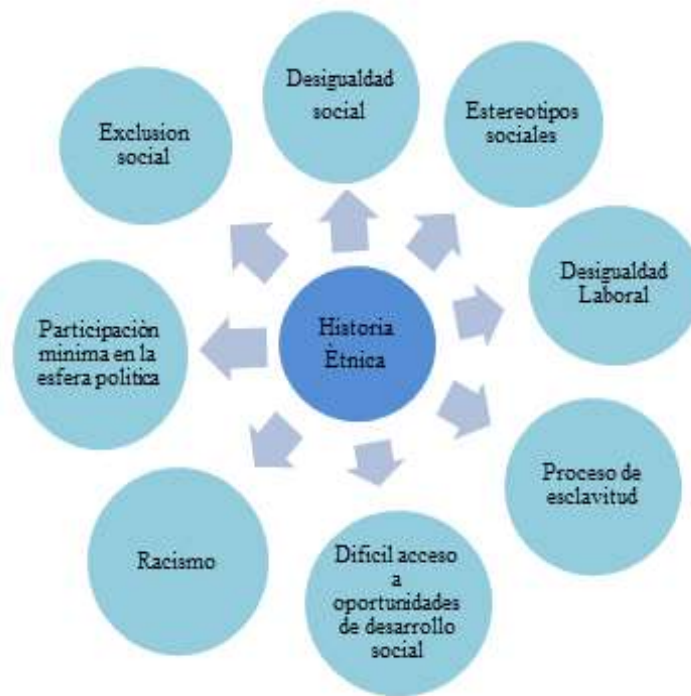 Desigualdad
social
Estereotipos
sociales
Desigualdad
Laboral
Proceso de
esclavitud
Dificil acceso
a
oportunidades
de desarrollo
social
Racismo
Participaciòn
minima en la
esfera politica
Exclusion
social
Historia
Ètnica